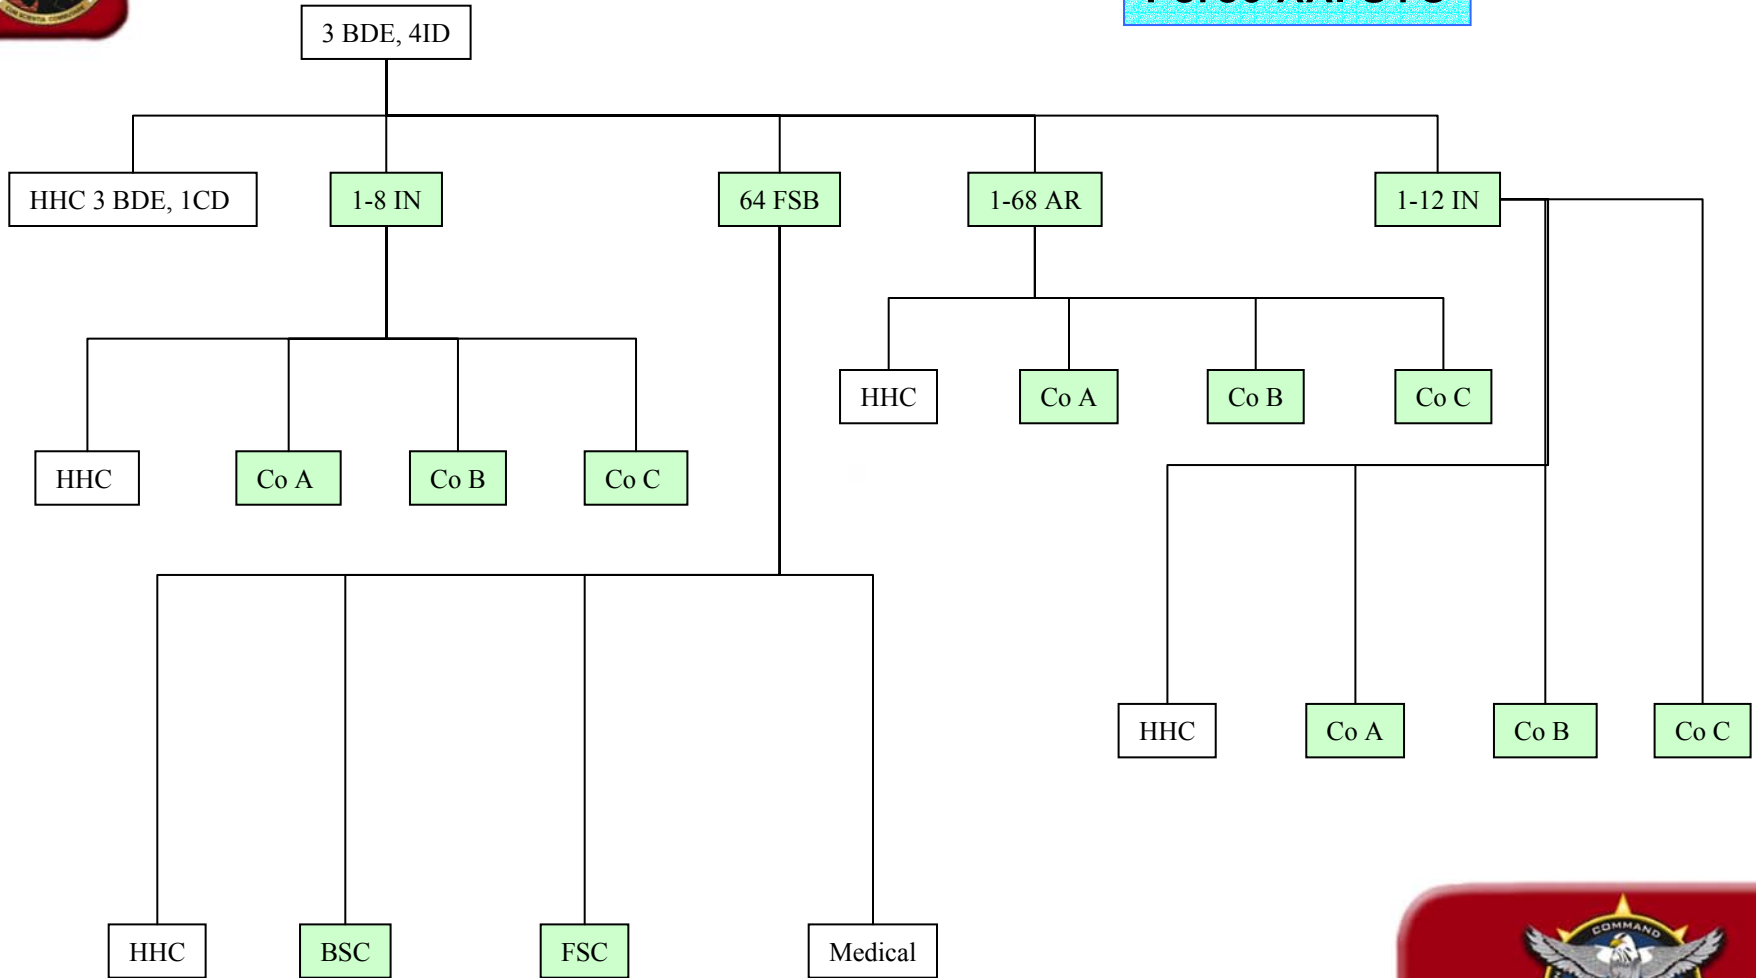 3 BDE, 4ID
HHC 3 BDE, 1CD
1-8 IN
64 FSB
1-68 AR
1-12 IN
HHC
Co A
Co B
Co C
HHC
Co A
Co B
Co C
HHC
Co A
Co B
Co C
HHC
BSC
FSC
Medical
COMMAND